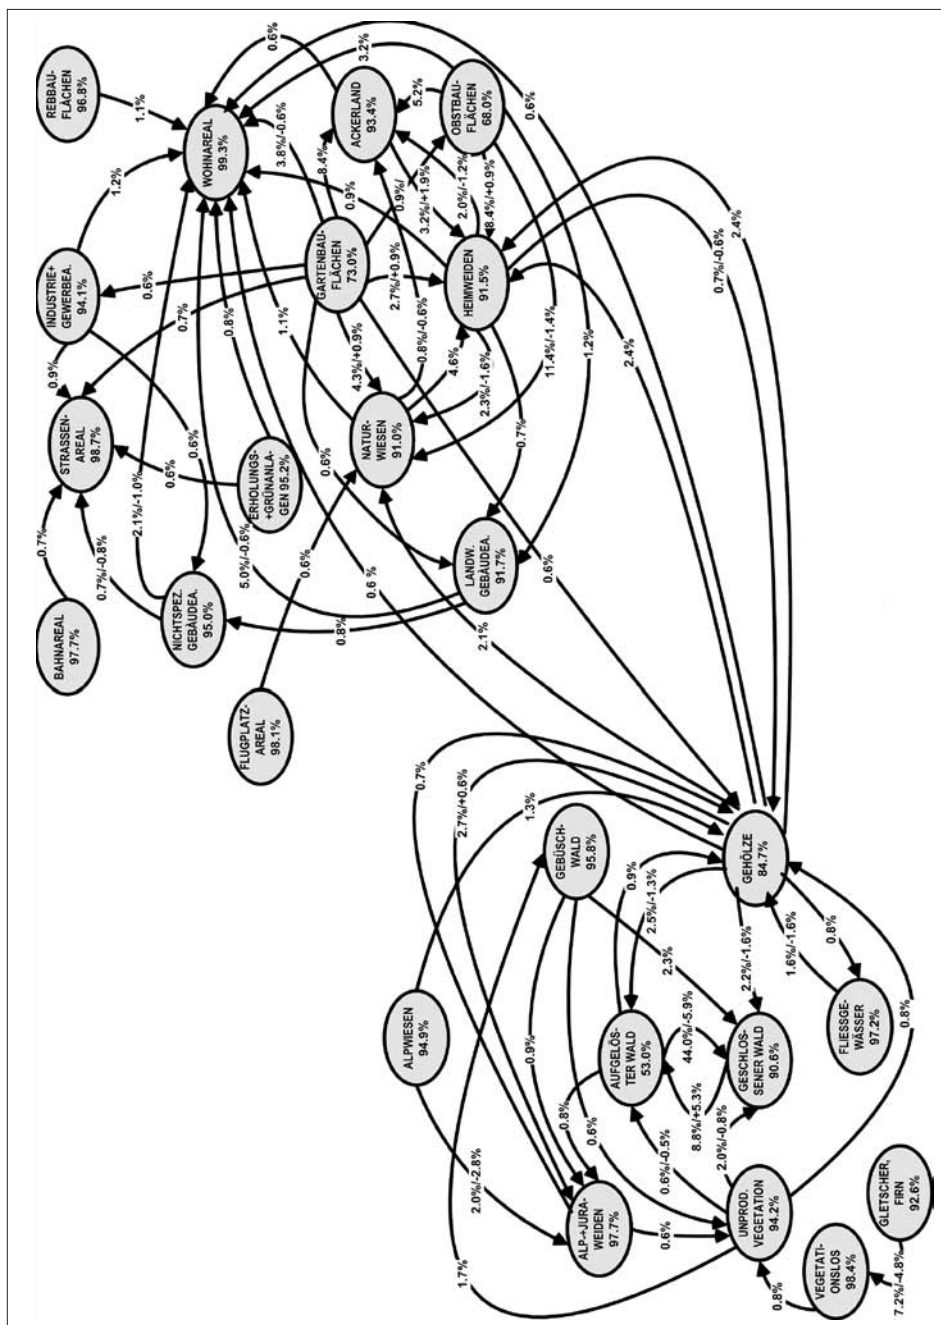 REBBAU-
FLÄCHEN
96.8%
1.1%
WOHNAREAL
99.3%
0.6%
3.2%
ACKERLAND
93.4%
5.2%
OBSTBAU-
FLÄCHEN
68.0%
0.6%
1.2%
3.8%/-0.6%
8.4%
0.9%/
3.2%/+1.9%
2.0%/-1.2%
8.4%/+0.9%
0.9%
INDUSTRIE+
GEWERBEA.
94.1%
0.6%
GARTENBAU-
FLÄCHEN
73.0%
2.7%/+0.9%
HEIMWEIDEN
91.5%
2.4%
0.7%/-0.6%
0.9%
0.7%
0.8%
1.1%
4.3%/+0.9%
0.8%/-0.6%
4.6%
11.4%/-1.4%
1.2%
2.4%
STRASSEN-
AREAL
98.7%
0.6%
2.3%/-1.6%
NATUR-
WIESEN
91.0%
0.7%
0.6%
2.1%/-1.0%
0.6%
ERHOLUNGS-
+GRÜNANLA-
GEN 95.2%
0.7%
0.7%/-0.8%
5.0%/-0.6%
0.6%
LANDW.
GEBÄUDEA.
91.7%
0.6%
BAHNAREAL
97.7%
NICHTSPEZ.
GEBÄUDEA.
95.0%
0.8%
0.6 %
2.1%
FLUGPLATZ-
AREAL
98.1%
0.7%
2.7%/+0.6%
1.3%
GEBÜSCH-
WALD
95.8%
GEHÖLZE
84.7%
0.9%
2.5%/-1.3%
2.3%
2.2%/-1.6%
0.8%
1.6%/-1.6%
ALPWIESEN
94.9%
0.9%
AUFGELÖS-
TER WALD
53.0%
44.0%/-5.9%
GESCHLOS-
SENER WALD
90.6%
FLIESSGE-
WÄSSER
97.2%
0.8%
0.8%
0.6%
8.8%/+5.3%
2.0%/-2.8%
0.6%/-0.5%
2.0%/-0.8%
ALP-+JURA-
WEIDEN
97.7%
0.6%
UNPROD.
VEGETATION
94.2%
GLETSCHER,
FIRN
92.6%
1.7%
0.8%
VEGETATI-
ONSLOS
98.4%
7.2%/-4.8%